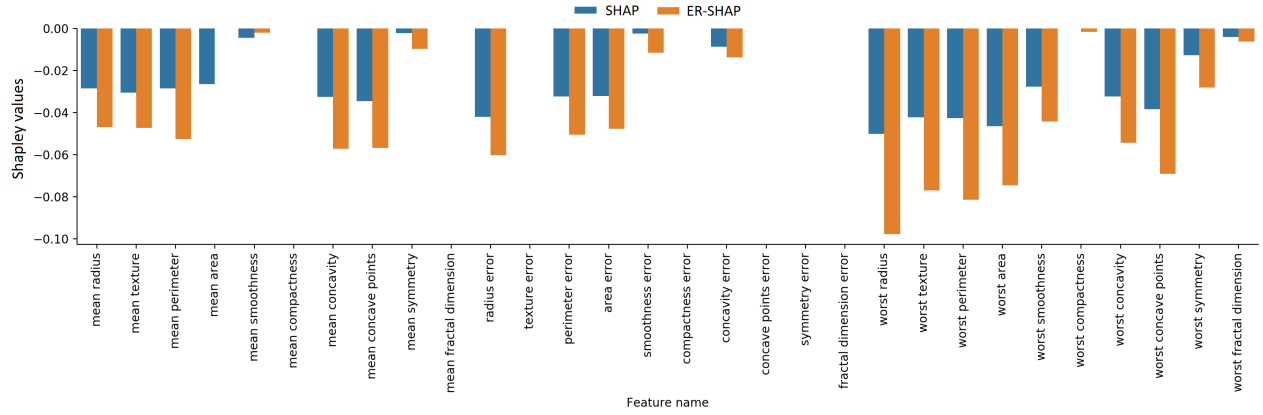 SHAP ER-SHAP
Shapley values
0.00
−0.02
−0.04
−0.06
−0.08
−0.10
mean radius
mean texture
mean perimeter
mean area
mean smoothness
mean compactness
mean concavity
mean concave points
mean symmetry
mean fractal dimension
radius error
texture error
perimeter error
area error
smoothness error
compactness error
concavity error
concave points error
symmetry error
fractal dimension error
worst radius
worst texture
worst perimeter
worst area
worst smoothness
worst compactness
worst concavity
worst concave points
worst symmetry
worst fractal dimension
Feature name